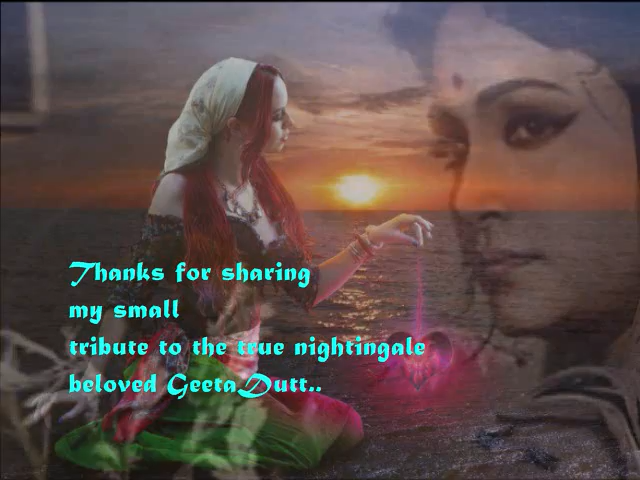 Thanks for sharing
my small
tribute to the true nightingale
beloved GeetaDutt..